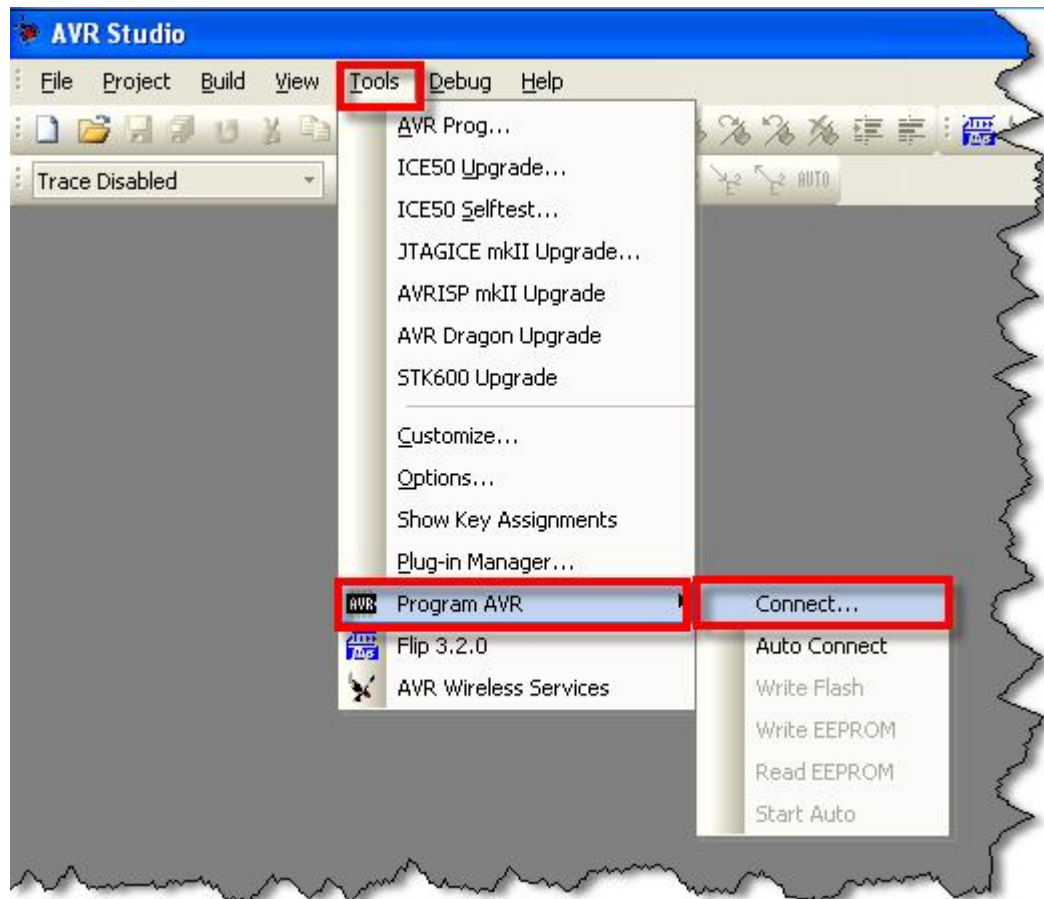 AVR Studio
File Project Build View Tools Debug Help
AUTO
Trace Disabled
AVR Prog...
ICE50 Upgrade...
ICE50 Selftest...
JTAGICE mkII Upgrade...
AVRISP mkII Upgrade
AVR Dragon Upgrade
STK600 Upgrade
Customize...
Options...
Show Key Assignments
Plug-in Manager...
AVR Program AVR
Flip 3.2.0
AVR Wireless Services
Connect...
Auto Connect
Write Flash
Write EEPROM
Read EEPROM
Start Auto